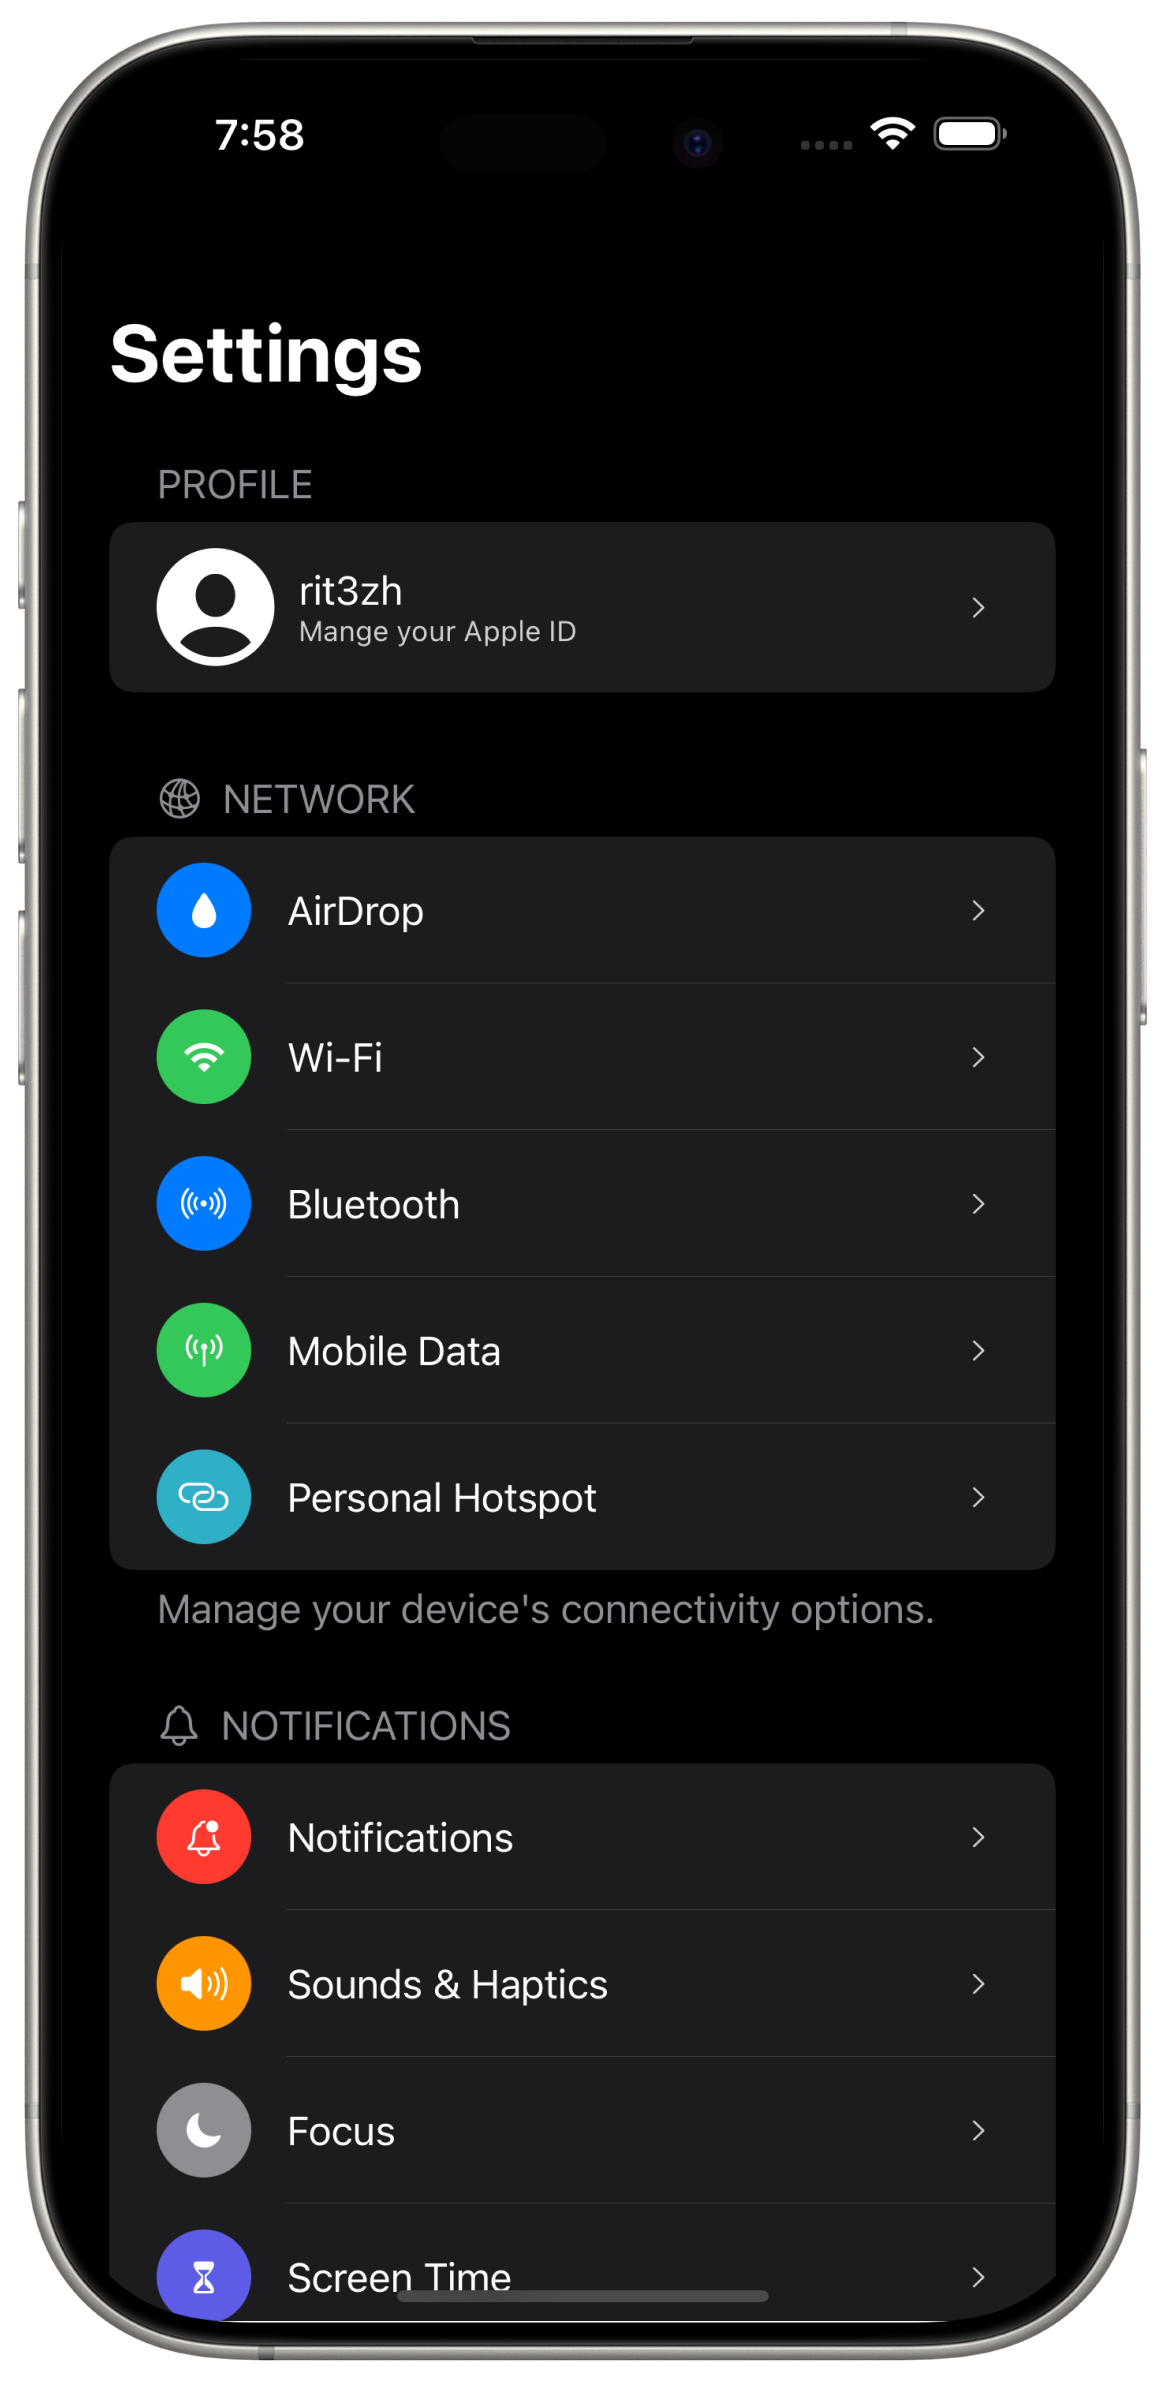 7:58
Settings
PROFILE
rit3zh
Mange your Apple ID
NETWORK
AirDrop
Wi-Fi
Bluetooth
Mobile Data
Personal Hotspot
Manage your device's connectivity options.
NOTIFICATIONS
Notifications
Sounds & Haptics
Focus
Screen Time